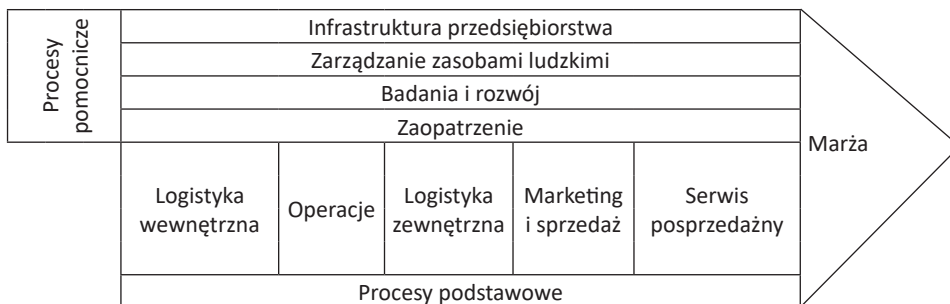 Procesy
pomocnicze
Infrastruktura przedsiębiorstwa
Zarządzanie zasobami ludzkimi
Badania i rozwój
Zaopatrzenie
Marża
Logistyka
wewnętrzna
Operacje
Logistyka
zewnętrzna
Marketing
i sprzedaż
Serwis
posprzedażny
Procesy podstawowe